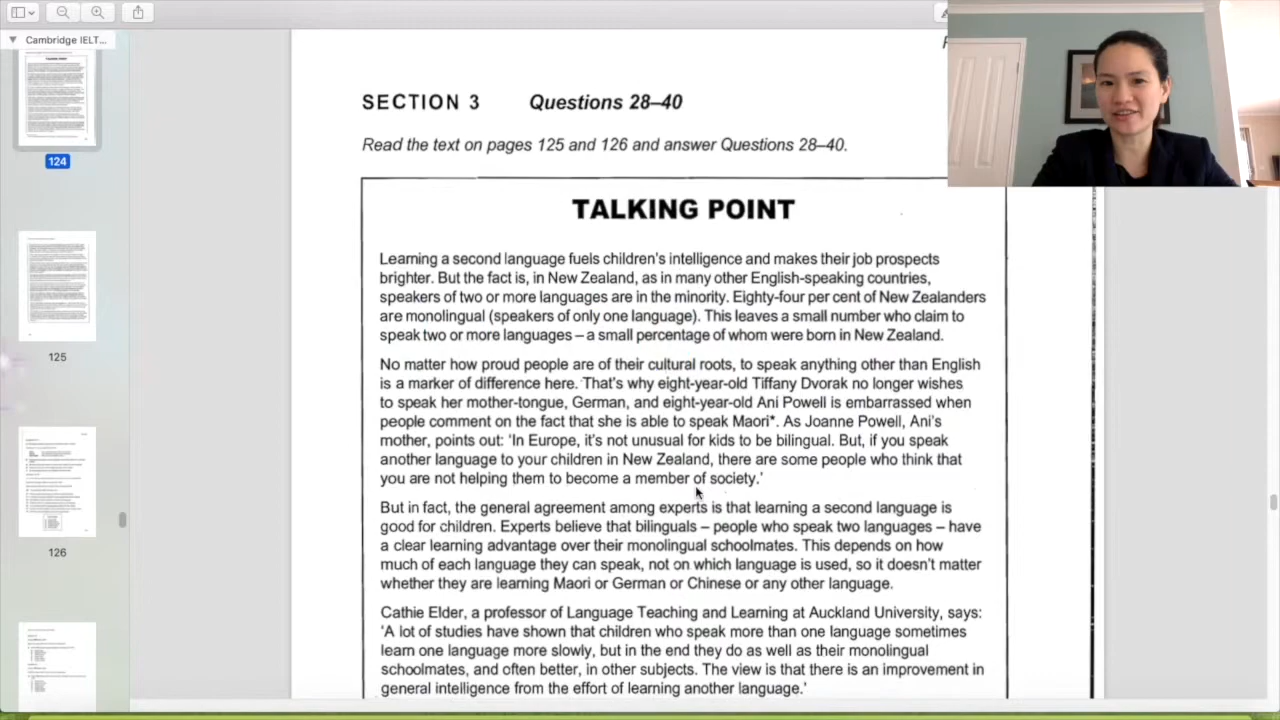 Cambridge IELT...
124
125
126
SECTION 3 Questions 28–40
Read the text on pages 125 and 126 and answer Questions 28–40.
TALKING POINT
Learning a second language fuels children's intelligence and makes their job prospects
brighter. But the fact is, in New Zealand, as in many other English-speaking countries,
speakers of two or more languages are in the minority. Eighty-four per cent of New Zealanders
are monolingual (speakers of only one language). This leaves a small number who claim to
speak two or more languages – a small percentage of whom were born in New Zealand.
No matter how proud people are of their cultural roots, to speak anything other than English
is a marker of difference here. That's why eight-year-old Tiffany Dvorak no longer wishes
to speak her mother-tongue, German, and eight-year-old Ani Powell is embarrassed when
people comment on the fact that she is able to speak Maori*. As Joanne Powell, Ani's
mother, points out: 'In Europe, it's not unusual for kids to be bilingual. But, if you speak
another language to your children in New Zealand, there are some people who think that
you are not helping them to become a member of society.'
But in fact, the general agreement among experts is that learning a second language is
good for children. Experts believe that bilinguals – people who speak two languages – have
a clear learning advantage over their monolingual schoolmates. This depends on how
much of each language they can speak, not on which language is used, so it doesn't matter
whether they are learning Maori or German or Chinese or any other language.
Cathie Elder, a professor of Language Teaching and Learning at Auckland University, says:
'A lot of studies have shown that children who speak more than one language sometimes
learn one language more slowly, but in the end they do as well as their monolingual
schoolmates, and often better, in other subjects. The view is that there is an improvement in
general intelligence from the effort of learning another language.'